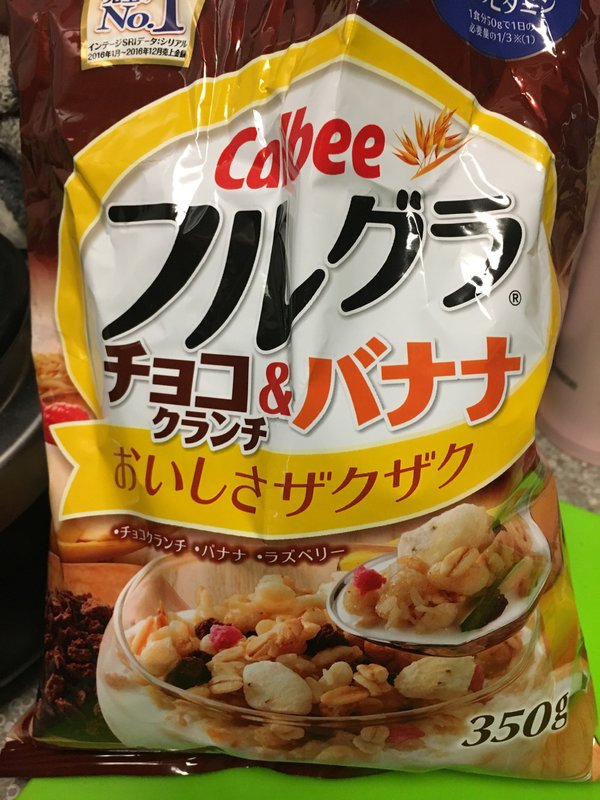 No.1
インテージSRIデータ:シリアル
2016年1月～2016年12月売上金額
ビタミン
1食分50gで1日の
必要量の1/3※(1)
Calbee
フルグラ®
チョコ&バナナ
クランチ
おいしさザクザク
・チョコクランチ ・バナナ ・ラズベリー
350g